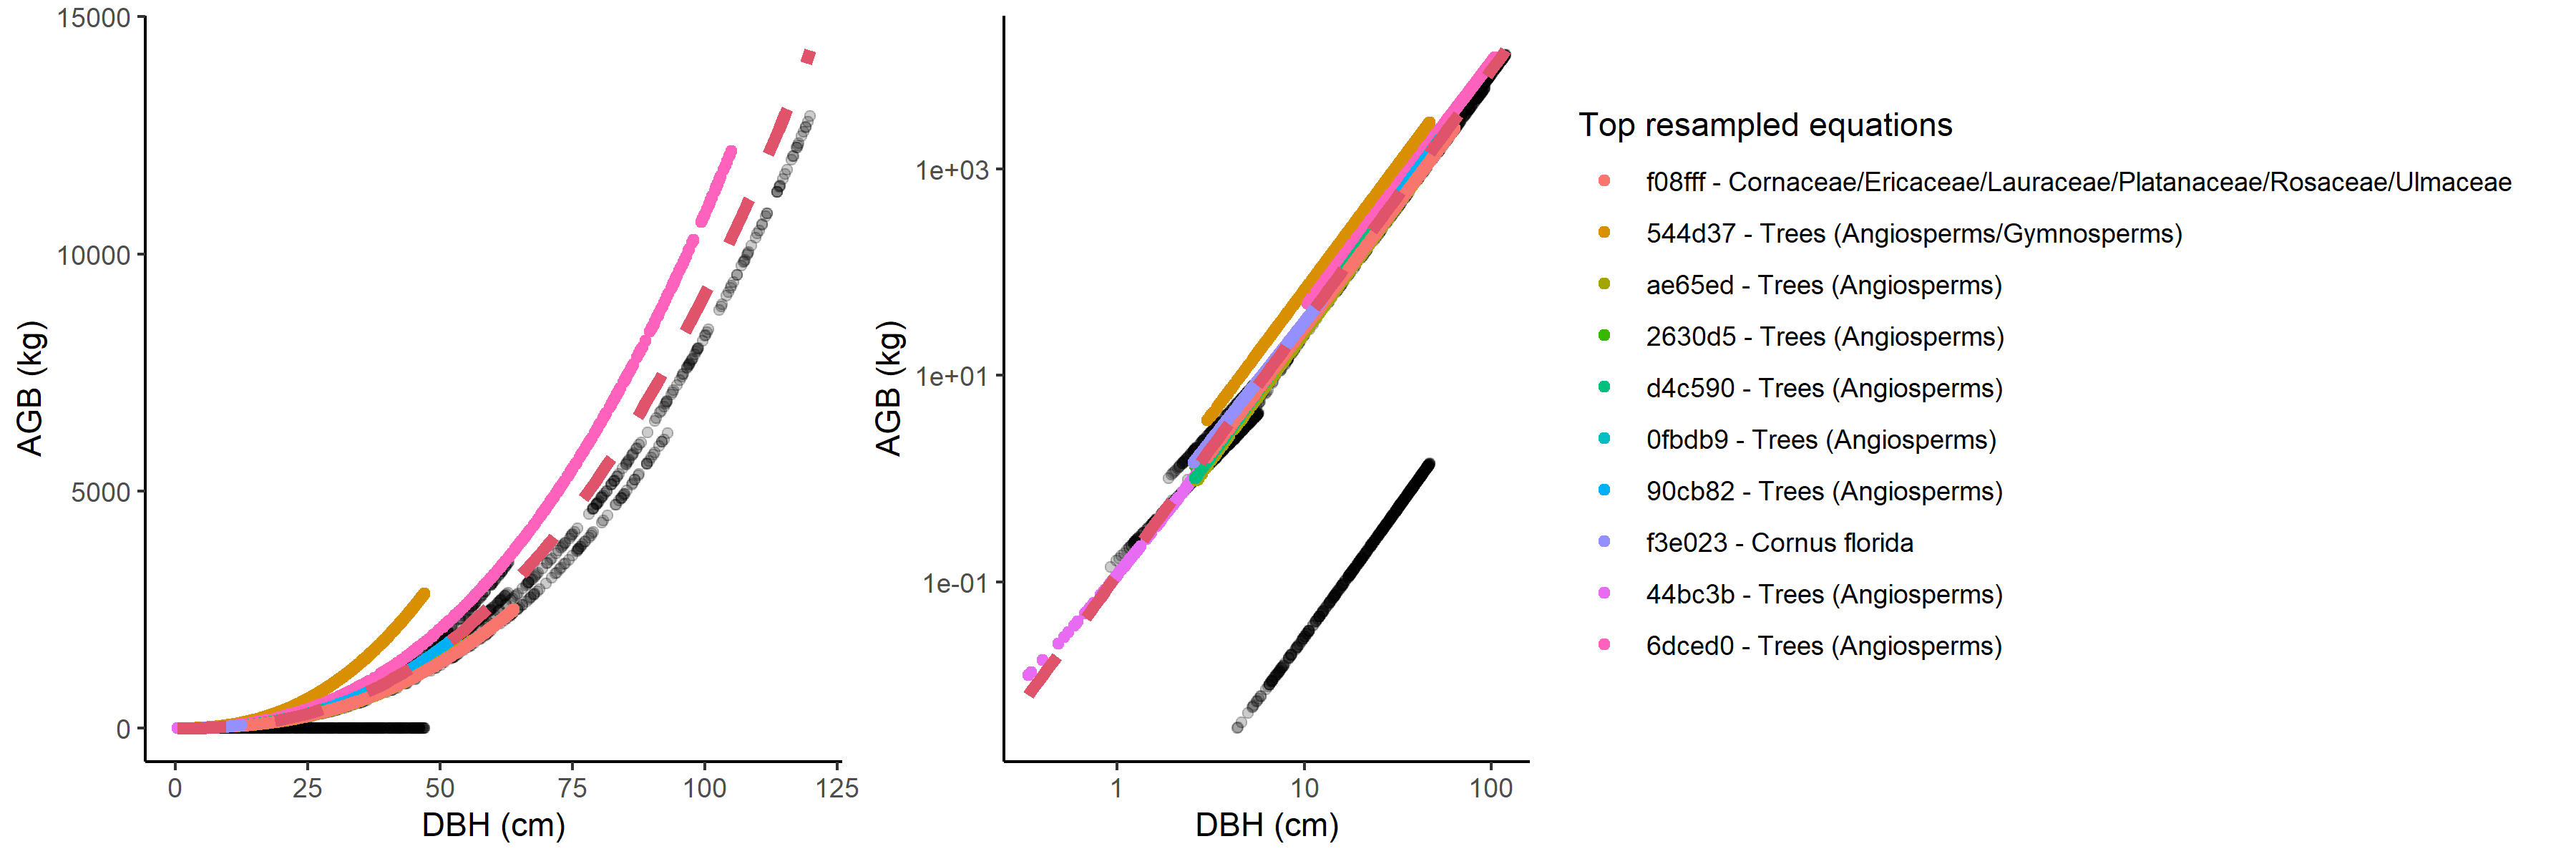 15000
10000
5000
0
AGB (kg)
0 25 50 75 100 125
DBH (cm)
1e+03
1e+01
1e-01
AGB (kg)
1 10 100
DBH (cm)
Top resampled equations
f08fff - Cornaceae/Ericaceae/Lauraceae/Platanaceae/Rosaceae/Ulmaceae
544d37 - Trees (Angiosperms/Gymnosperms)
ae65ed - Trees (Angiosperms)
2630d5 - Trees (Angiosperms)
d4c590 - Trees (Angiosperms)
0fbdb9 - Trees (Angiosperms)
90cb82 - Trees (Angiosperms)
f3e023 - Cornus florida
44bc3b - Trees (Angiosperms)
6dced0 - Trees (Angiosperms)